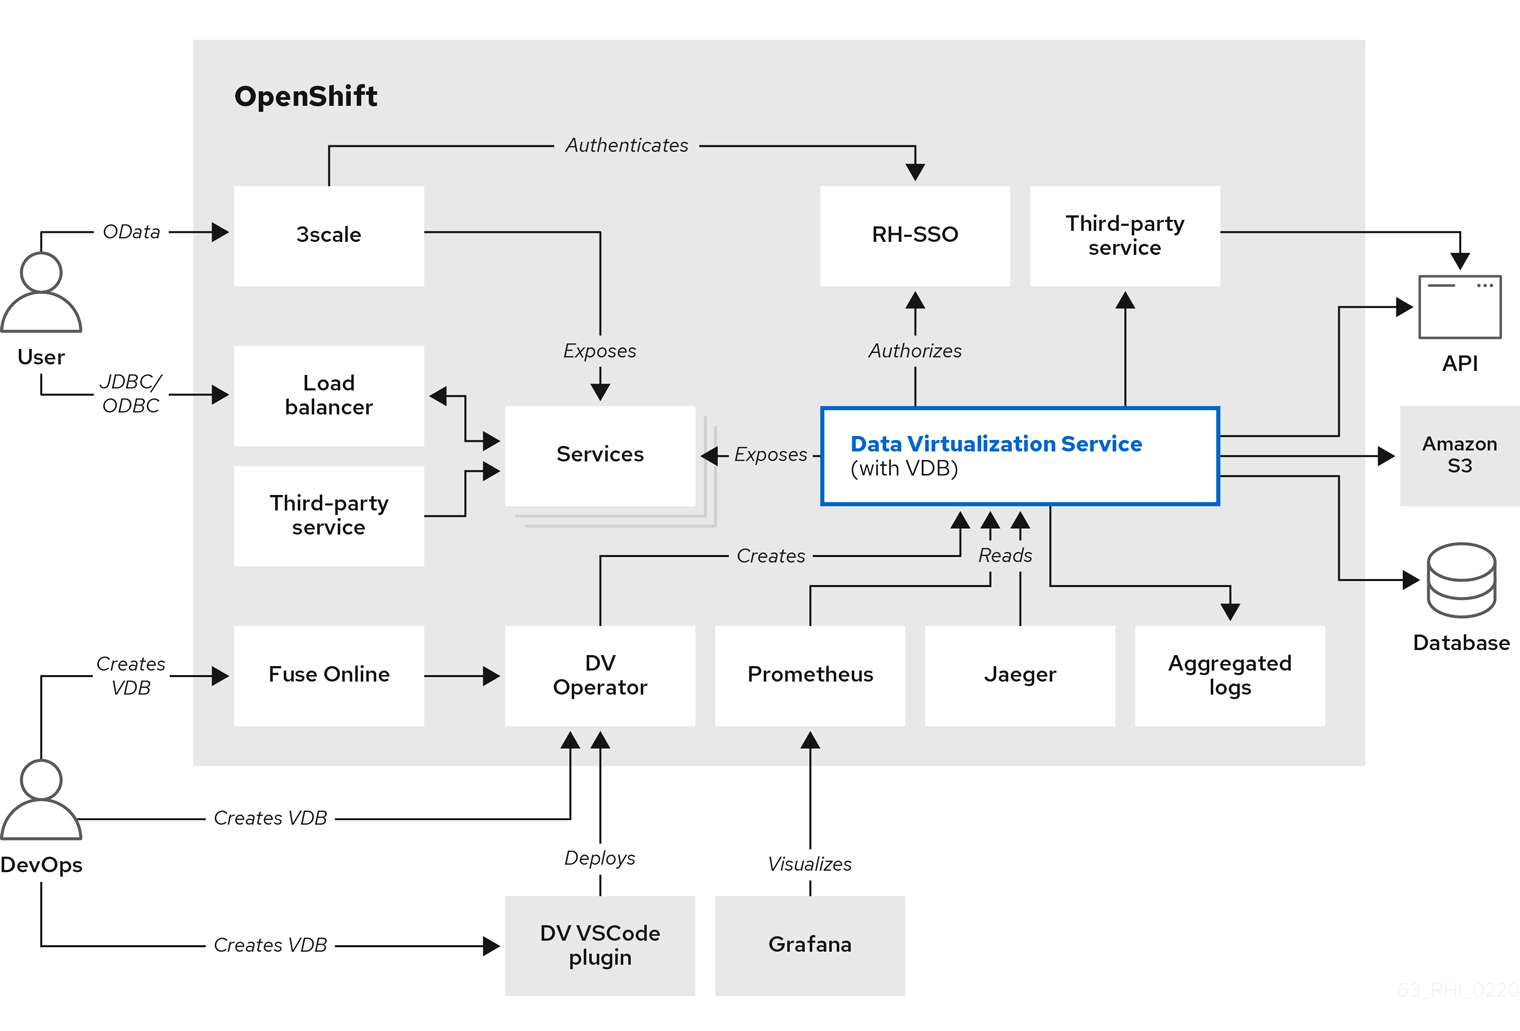 OpenShift
Authenticates
OData
3scale
RH-SSO
Third-party
service
User
Exposes
Authorizes
API
JDBC/
ODBC
Load
balancer
Services
Exposes
Data Virtualization Service
(with VDB)
Amazon
S3
Third-party
service
Creates
Reads
Database
Creates
VDB
Fuse Online
DV
Operator
Prometheus
Jaeger
Aggregated
logs
Creates VDB
DevOps
Deploys
Visualizes
Creates VDB
DV VSCode
plugin
Grafana
63_RHI_0220